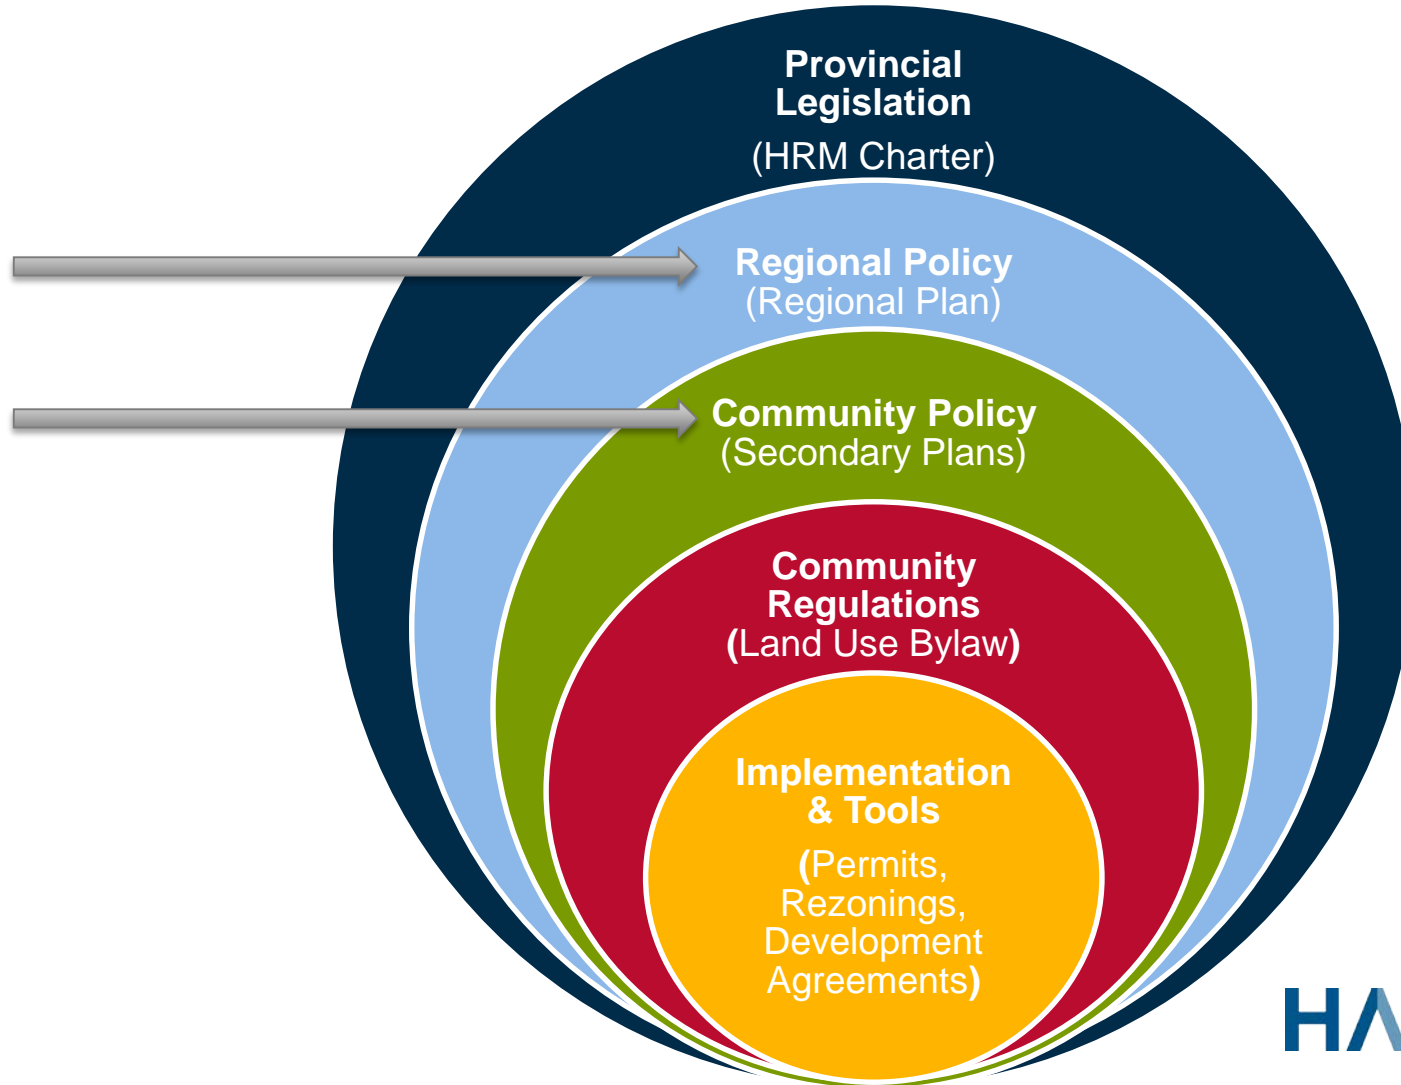 Provincial
Legislation
(HRM Charter)
Regional Policy
(Regional Plan)
Community Policy
(Secondary Plans)
Community
Regulations
(Land Use Bylaw)
Implementation
& Tools
(Permits,
Rezonings,
Development
Agreements)